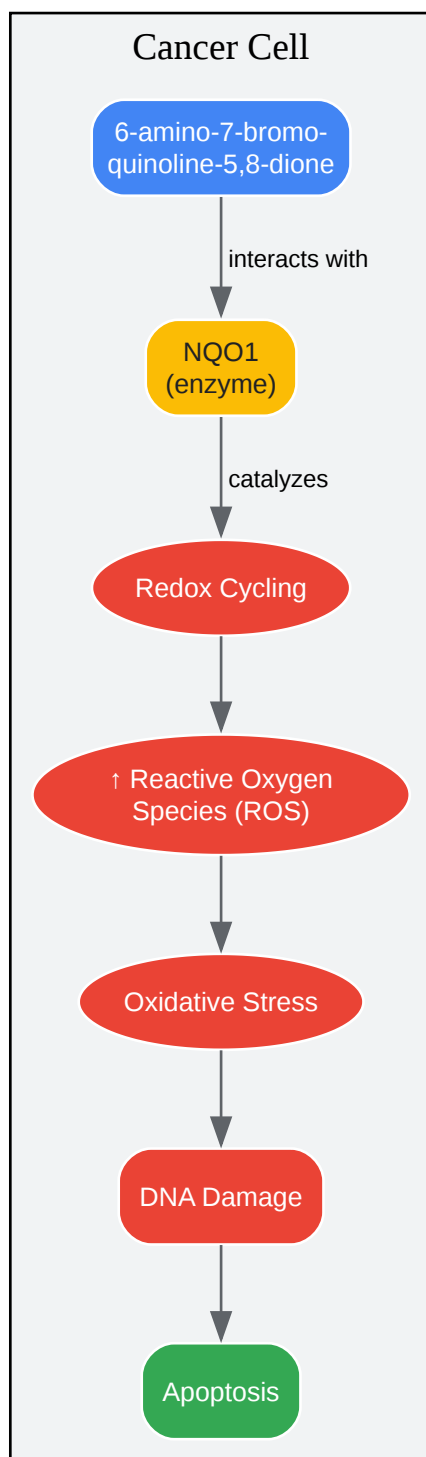 Cancer Cell
6-amino-7-bromo-
quinoline-5,8-dione
interacts with
NQO1
(enzyme)
catalyzes
Redox Cycling
↑ Reactive Oxygen
Species (ROS)
Oxidative Stress
DNA Damage
Apoptosis